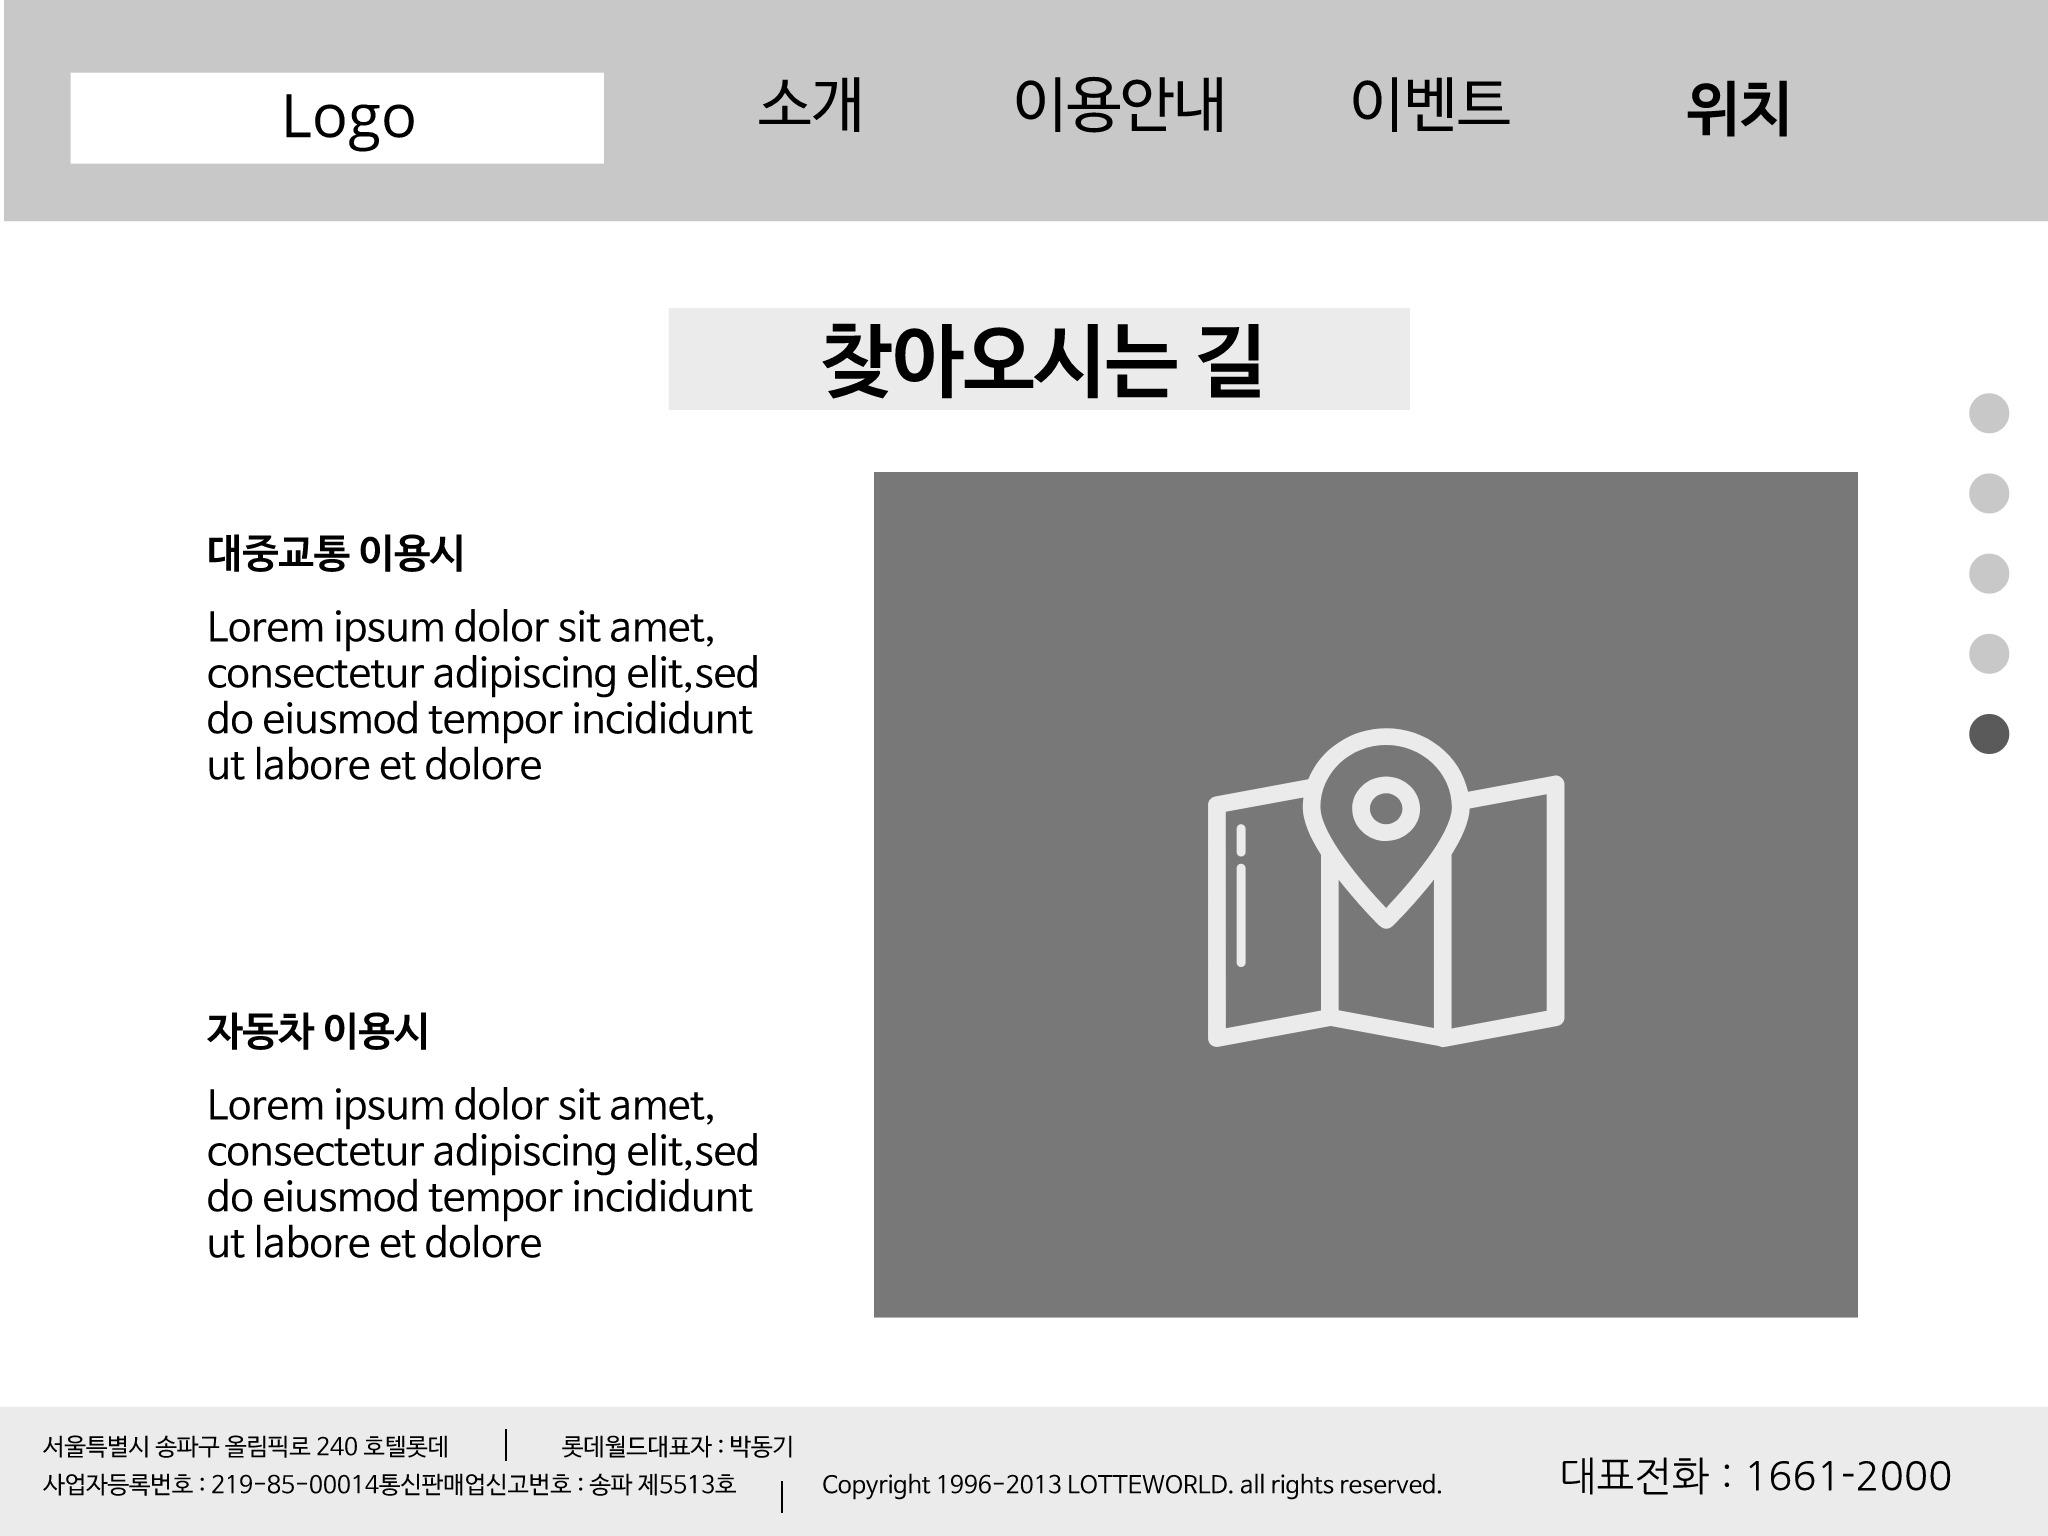 Logo
소개
이용안내
이벤트
위치
찾아오시는 길
대중교통 이용시
Lorem ipsum dolor sit amet,
consectetur adipiscing elit,sed
do eiusmod tempor incididunt
ut labore et dolore
자동차 이용시
Lorem ipsum dolor sit amet,
consectetur adipiscing elit,sed
do eiusmod tempor incididunt
ut labore et dolore
서울특별시 송파구 올림픽로 240 호텔롯데 | 롯데월드대표자 : 박동기
사업자등록번호 : 219-85-00014통신판매업신고번호 : 송파 제5513호 | Copyright 1996-2013 LOTTEWORLD. all rights reserved.
대표전화 : 1661-2000